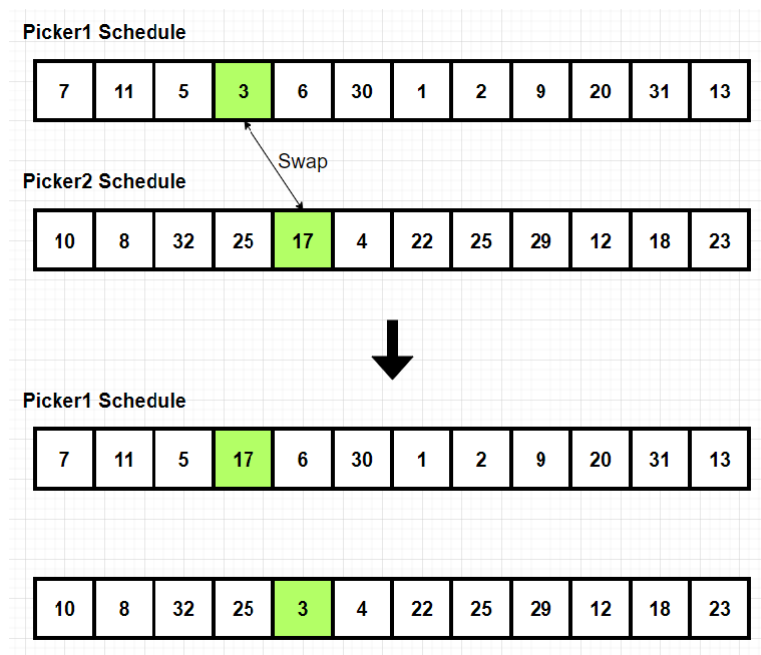 Picker1 Schedule
7 11 5 3 6 30 1 2 9 20 31 13
Swap
Picker2 Schedule
10 8 32 25 17 4 22 25 29 12 18 23
Picker1 Schedule
7 11 5 17 6 30 1 2 9 20 31 13
10 8 32 25 3 4 22 25 29 12 18 23